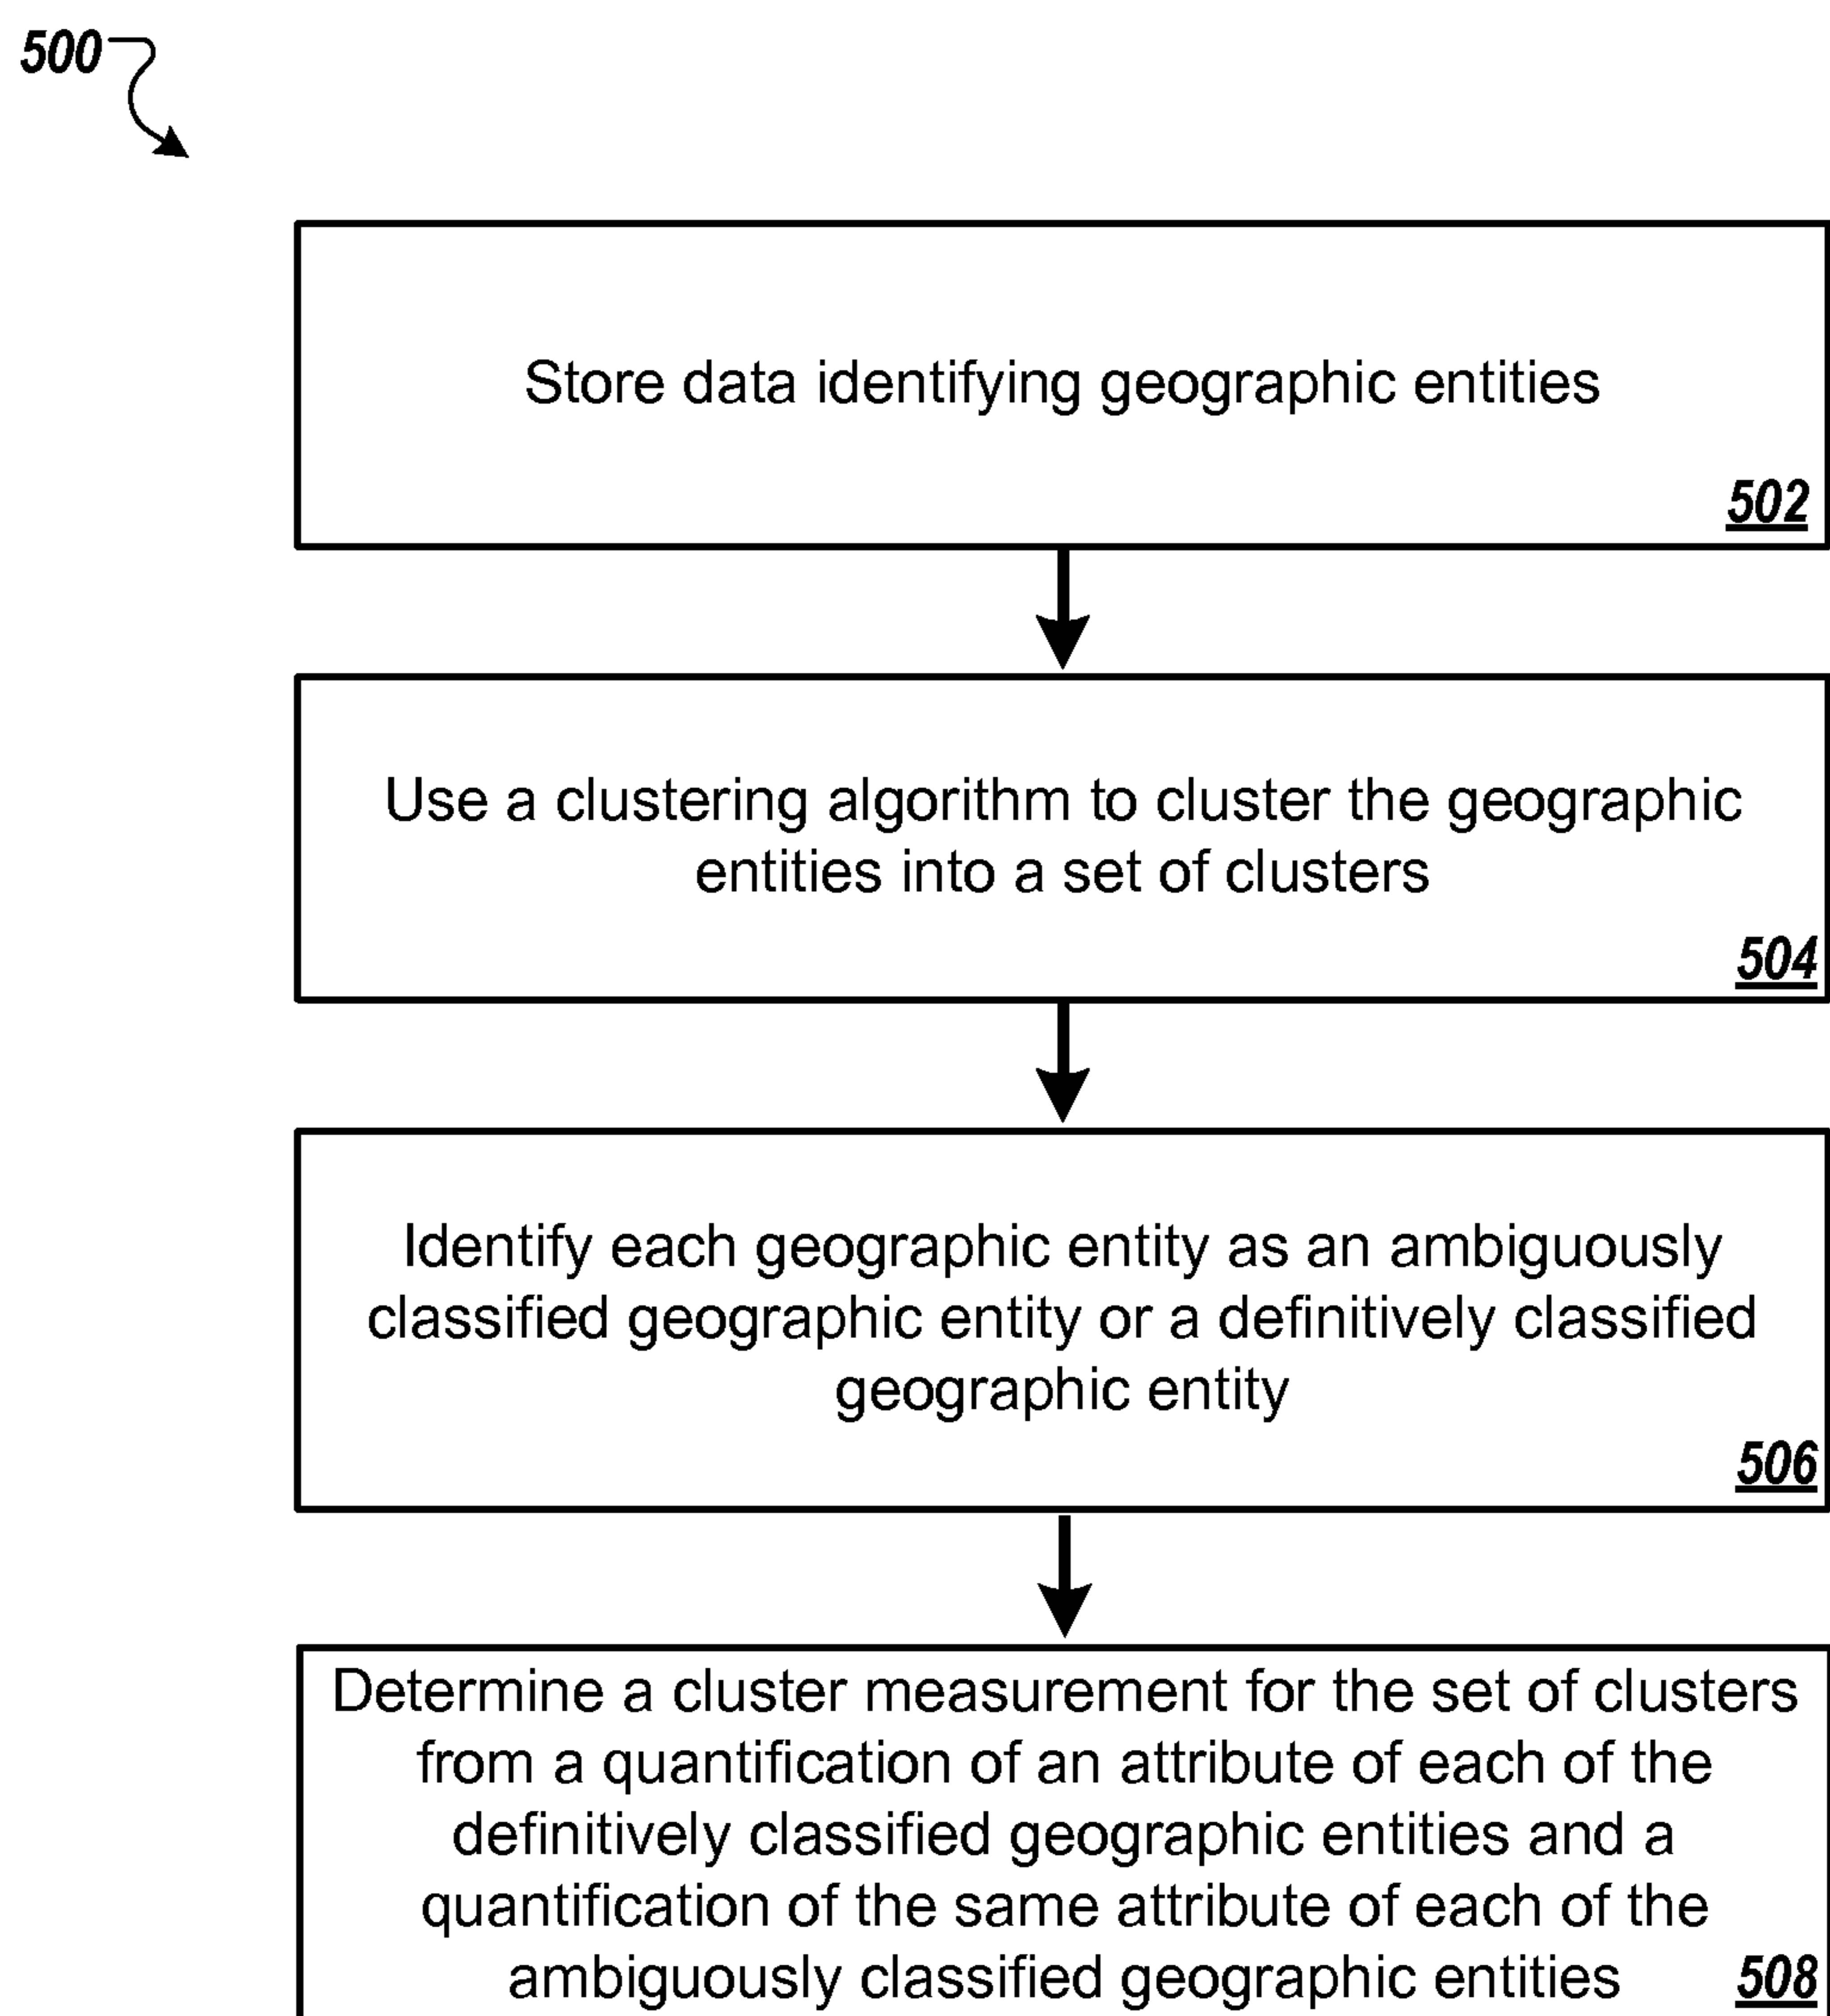 500
Store data identifying geographic entities
502
Use a clustering algorithm to cluster the geographic
entities into a set of clusters
504
Identify each geographic entity as an ambiguously
classified geographic entity or a definitively classified
geographic entity
506
Determine a cluster measurement for the set of clusters
from a quantification of an attribute of each of the
definitively classified geographic entities and a
quantification of the same attribute of each of the
ambiguously classified geographic entities
508